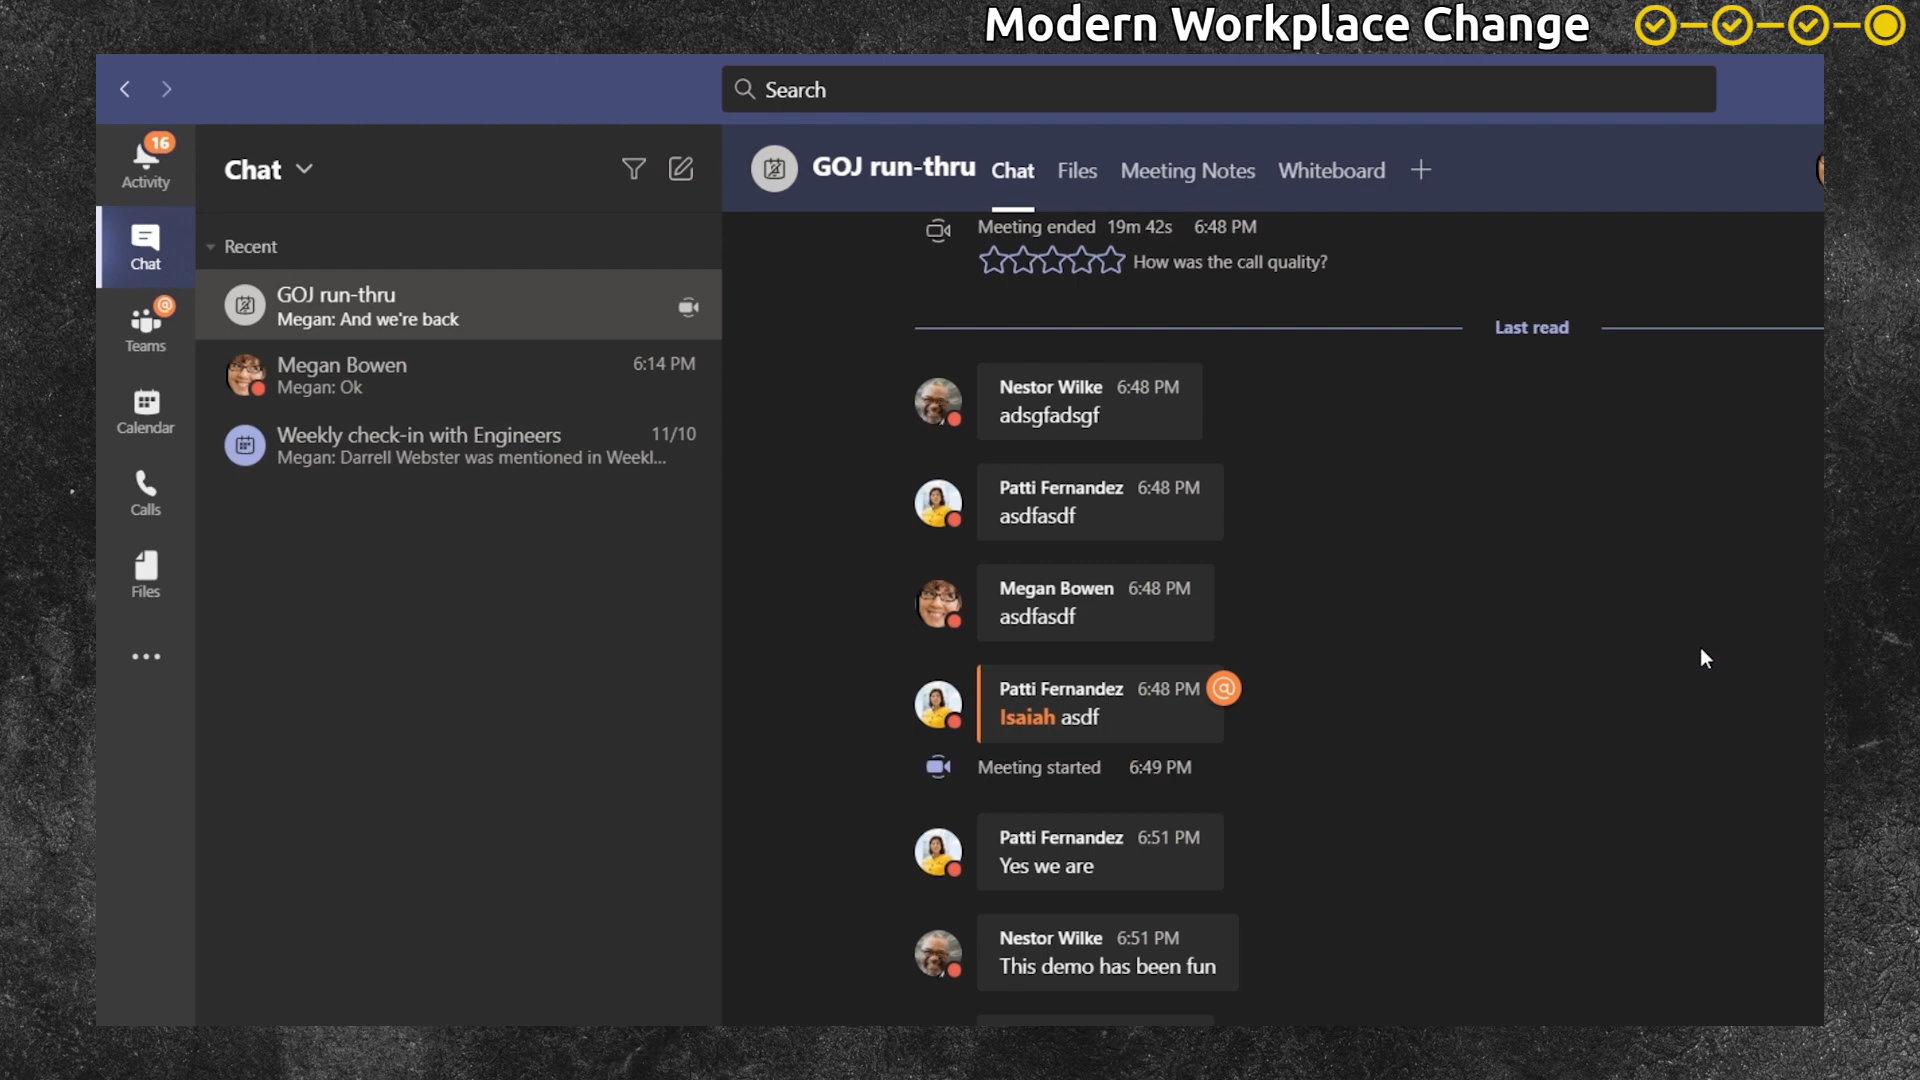 Modern Workplace Change
Search
16
Activity
Chat
Teams
Calendar
Calls
Files
Chat
Recent
GOJ run-thru
Megan: And we're back
Megan Bowen 6:14 PM
Megan: Ok
Weekly check-in with Engineers 11/10
Megan: Darrell Webster was mentioned in Weekl...
GOJ run-thru Chat Files Meeting Notes Whiteboard
Meeting ended 19m 42s 6:48 PM
How was the call quality?
Last read
Nestor Wilke 6:48 PM
adsgfadsgf
Patti Fernandez 6:48 PM
asdfasdf
Megan Bowen 6:48 PM
asdfasdf
Patti Fernandez 6:48 PM @
Isaiah asdf
Meeting started 6:49 PM
Patti Fernandez 6:51 PM
Yes we are
Nestor Wilke 6:51 PM
This demo has been fun